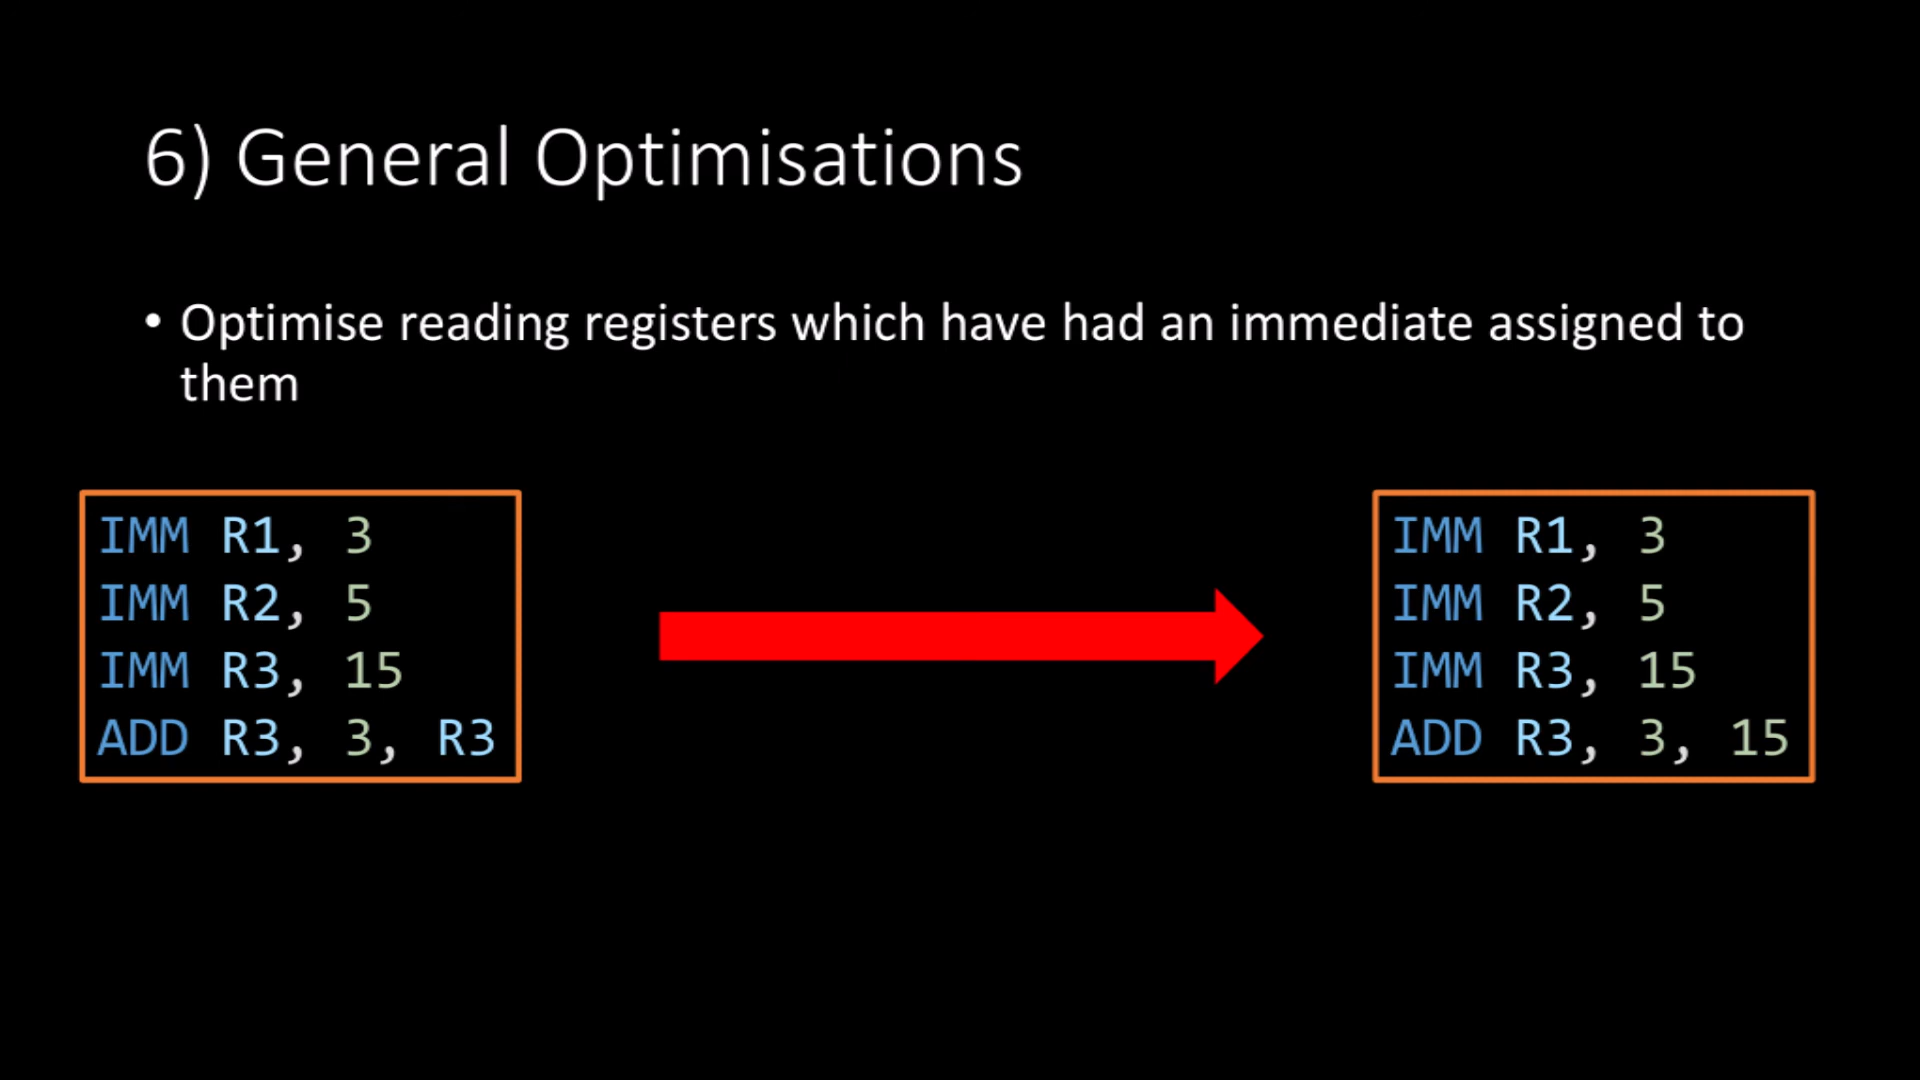 6) General Optimisations
• Optimise reading registers which have had an immediate assigned to
them
IMM R1, 3
IMM R2, 5
IMM R3, 15
ADD R3, 3, R3
IMM R1, 3
IMM R2, 5
IMM R3, 15
ADD R3, 3, 15